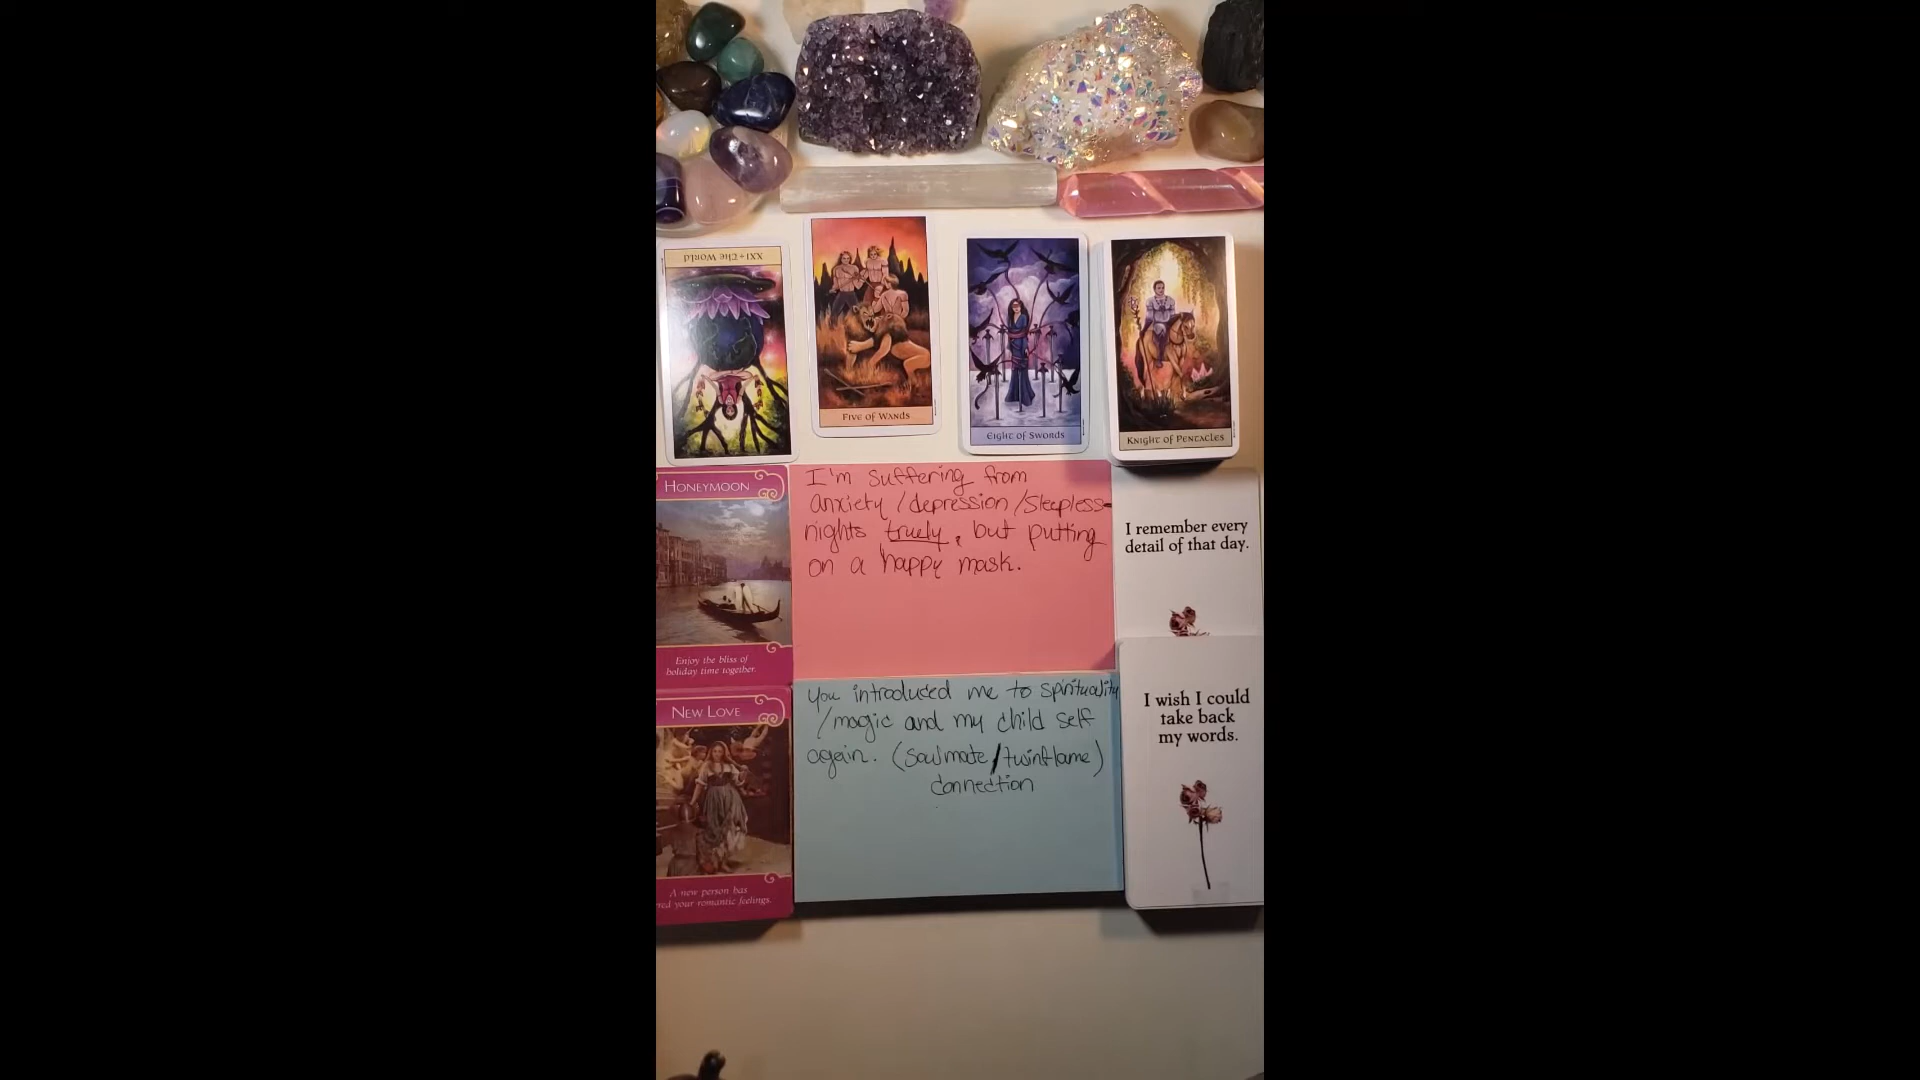 XXI • The World
Five of Wands
Eight of Swords
Knight of Pentacles
Honeymoon
Enjoy the bliss of
holiday time together.
I'm suffering from
anxiety/depression/sleepless-
nights truely, but putting
on a happy mask.
I remember every
detail of that day.
New Love
A new person has
your romantic feelings.
You introduced me to spirituality
/magic and my child self
again. (Soulmate/twinflame)
connection
I wish I could
take back
my words.